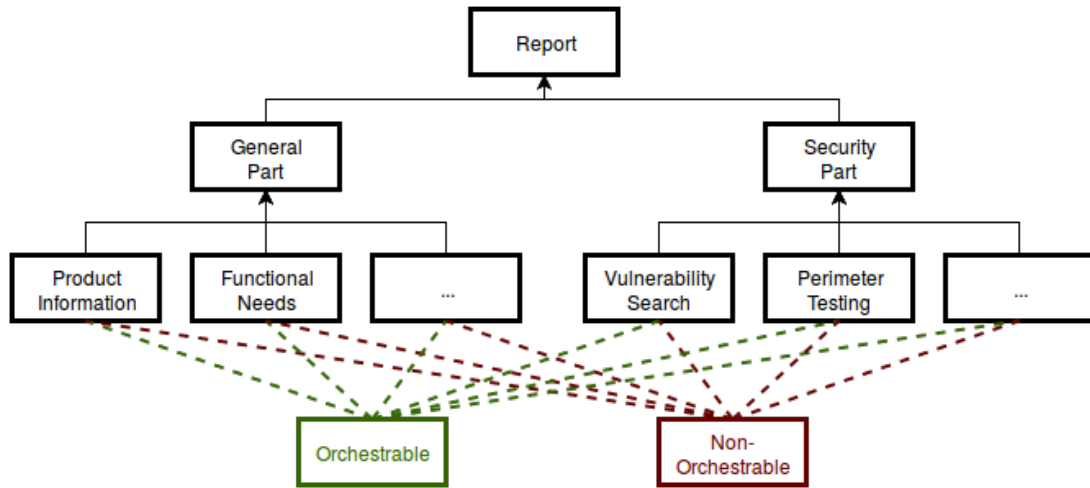 Report
General
Part
Security
Part
Product
Information
Functional
Needs
...
Vulnerability
Search
Perimeter
Testing
...
Orchestrable
Non-
Orchestrable